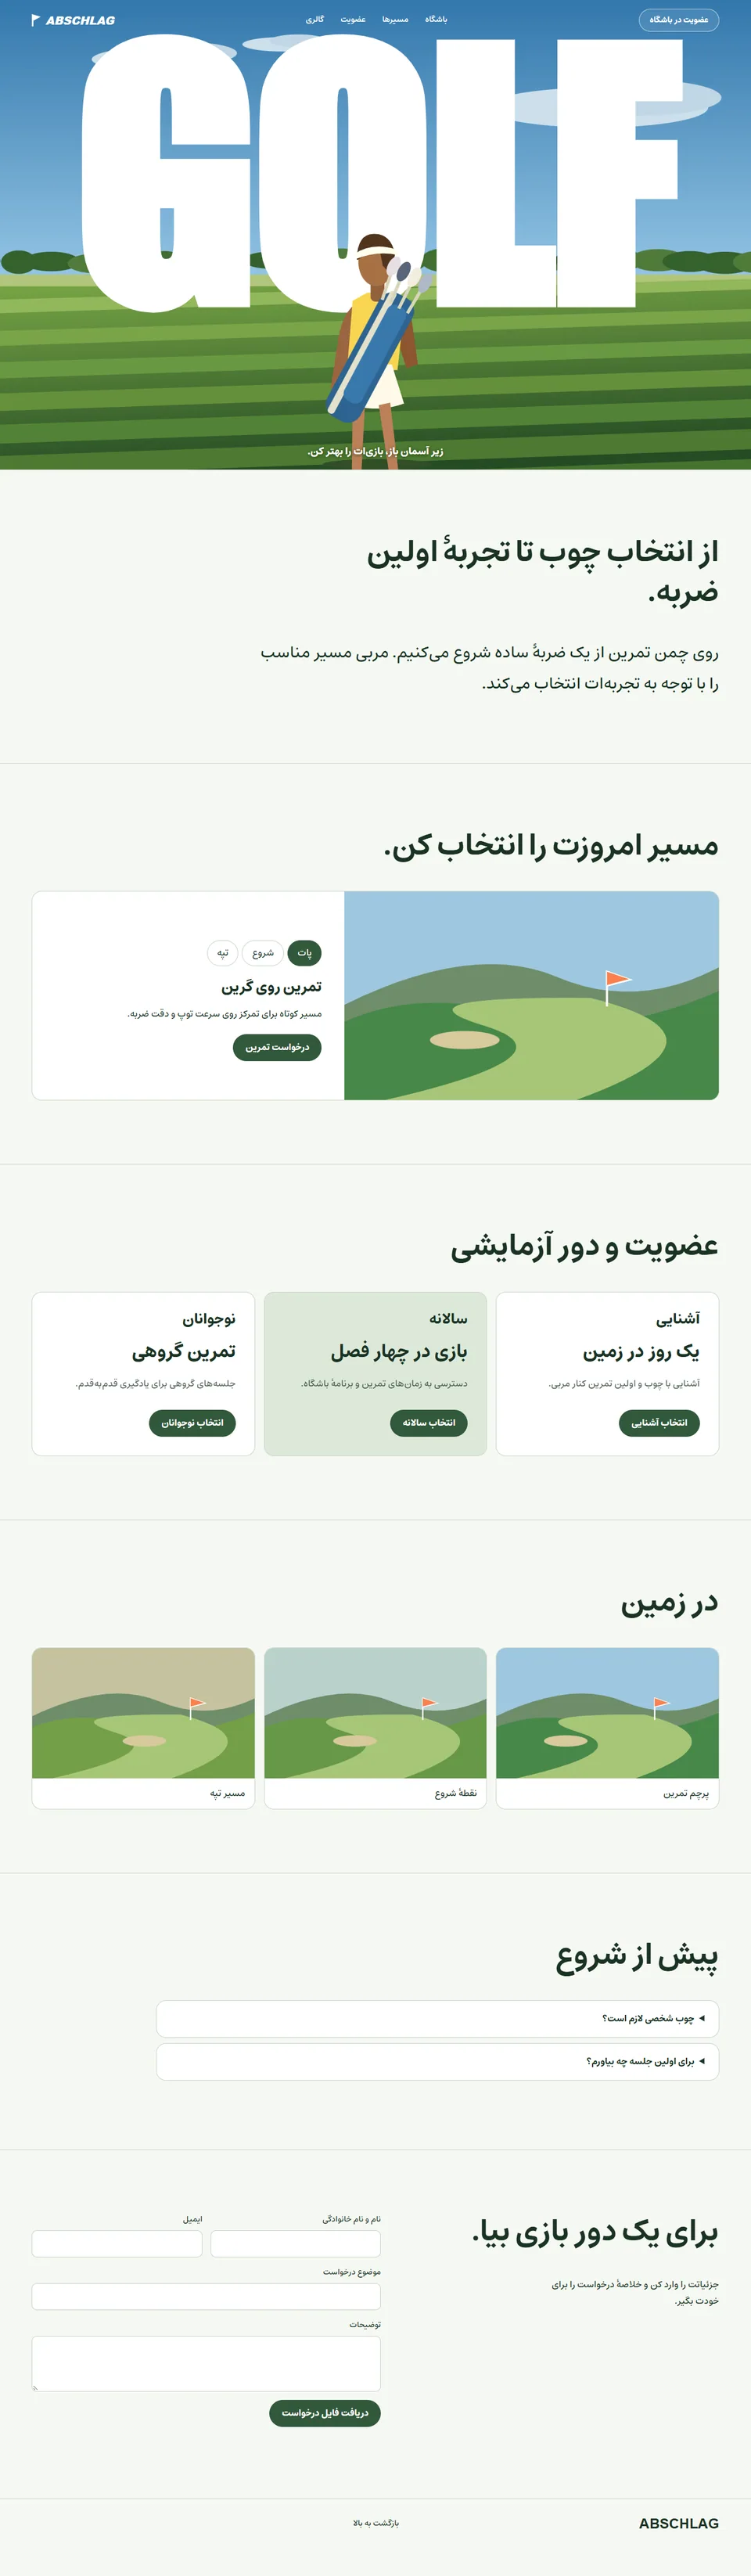 ABSCHLAG
باشگاه
مسیرها
عضویت
گالری
عضویت در باشگاه
GOLF
زیر آسمان باز، بازی‌ات را بهتر کن.
از انتخاب چوب تا تجربهٔ اولین
ضربه.
روی چمن تمرین از یک ضربهٔ ساده شروع می‌کنیم. مربی مسیر مناسب
را با توجه به تجربه‌ات انتخاب می‌کند.
مسیر امروزت را انتخاب کن.
پات
شروع
تپه
تمرین روی گرین
مسیر کوتاه برای تمرکز روی سرعت توپ و دقت ضربه.
درخواست تمرین
عضویت و دور آزمایشی
آشنایی
یک روز در زمین
آشنایی با چوب و اولین تمرین کنار مربی.
انتخاب آشنایی
سالانه
بازی در چهار فصل
دسترسی به زمان‌های تمرین و برنامهٔ باشگاه.
انتخاب سالانه
نوجوانان
تمرین گروهی
جلسه‌های گروهی برای یادگیری قدم‌به‌قدم.
انتخاب نوجوانان
در زمین
پرچم تمرین
نقطهٔ شروع
مسیر تپه
پیش از شروع
چوب شخصی لازم است؟
برای اولین جلسه چه بیاورم؟
برای یک دور بازی بیا.
جزئیاتت را وارد کن و خلاصهٔ درخواست را برای
خودت بگیر.
نام و نام خانوادگی
ایمیل
موضوع درخواست
توضیحات
دریافت فایل درخواست
ABSCHLAG
بازگشت به بالا